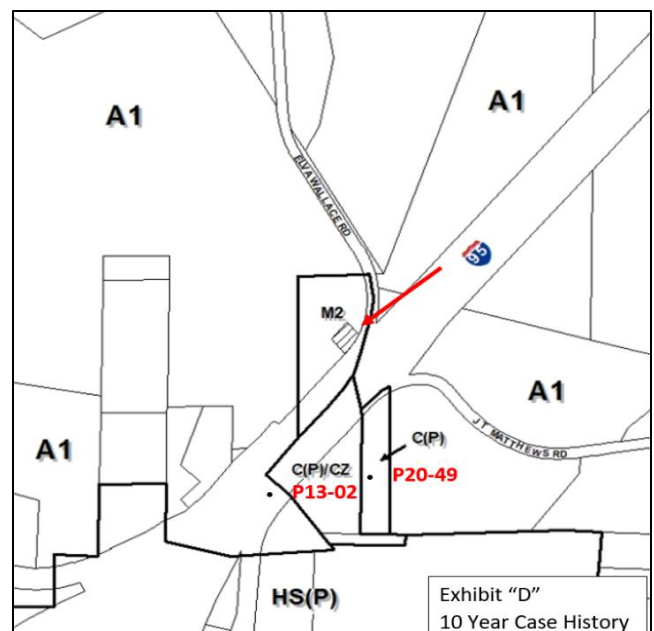 A1
A1
ELVA WALLACE RD
95
M2
A1
J T MATTHEWS RD
A1
C(P)
C(P)/CZ
P20-49
P13-02
HS(P)
Exhibit “D”
10 Year Case History